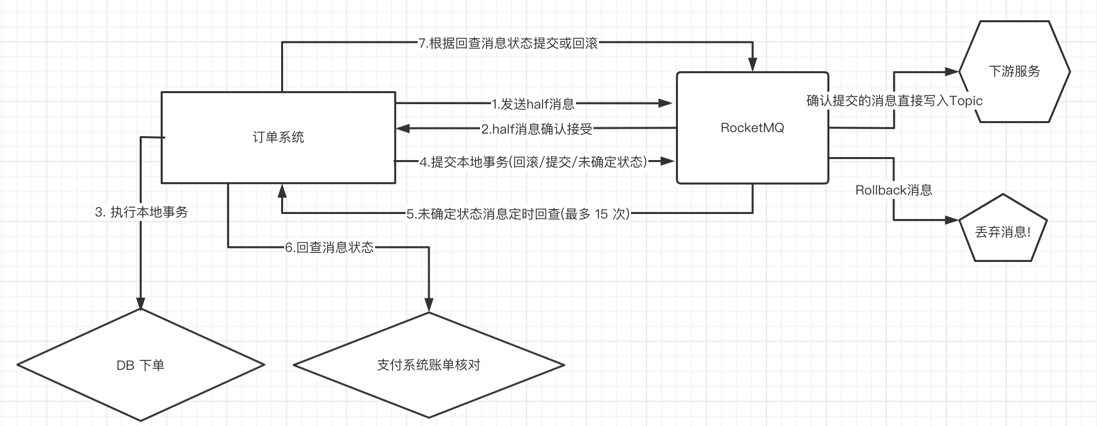 7.根据回查消息状态提交或回滚
下游服务
1.发送half消息
确认提交的消息直接写入Topic
订单系统
2.half消息确认接受
RocketMQ
4.提交本地事务(回滚/提交/未确定状态)
Rollback消息
3. 执行本地事务
5.未确定状态消息定时回查(最多 15 次)
丢弃消息!
6.回查消息状态
DB 下单
支付系统账单核对